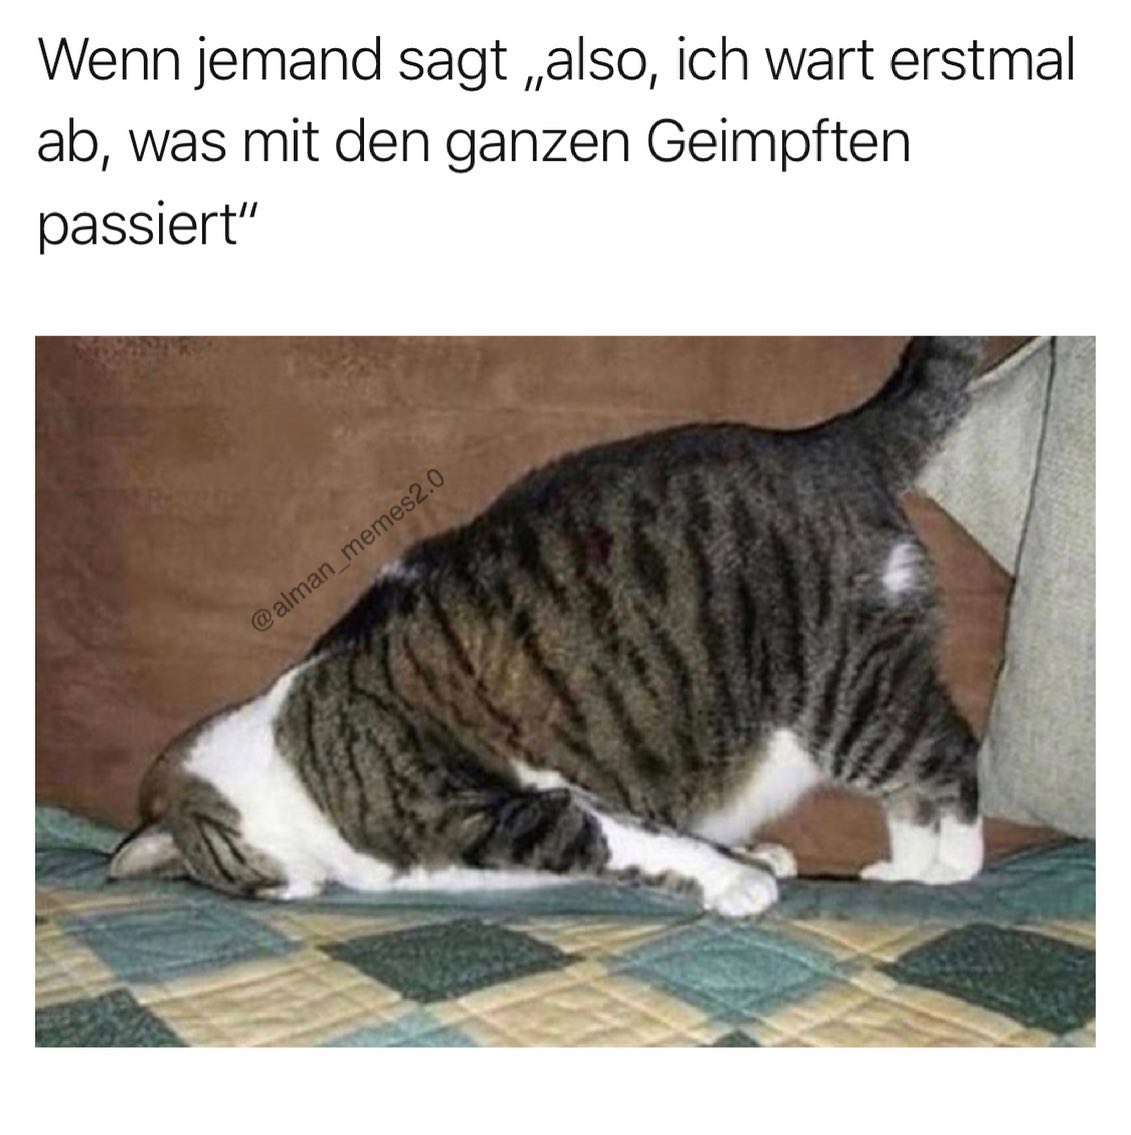 Wenn jemand sagt „also, ich wart erstmal
ab, was mit den ganzen Geimpften
passiert“
@alman_memes2.0